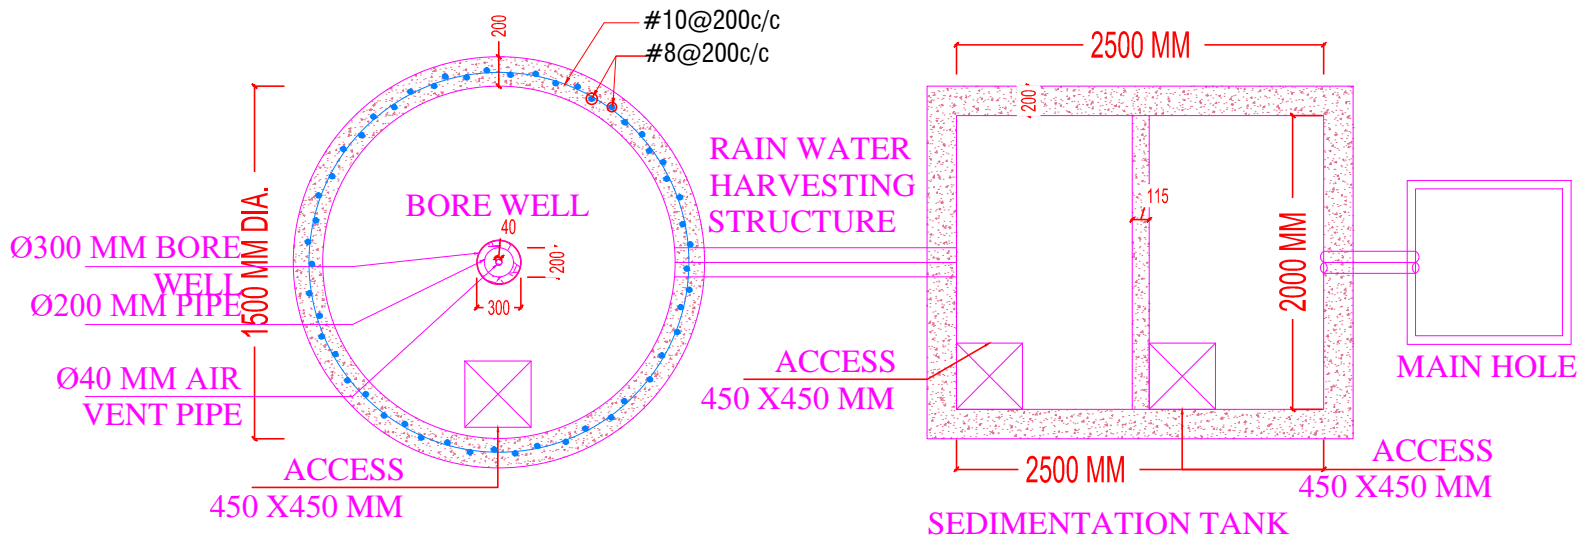 #10@200c/c
#8@200c/c
200
2500 MM
200
RAIN WATER
HARVESTING
STRUCTURE
115
BORE WELL
40
Ø300 MM BORE
WELL
Ø200 MM PIPE
1500 MM DIA.
200
300
2000 MM
Ø40 MM AIR
VENT PIPE
ACCESS
450 X450 MM
MAIN HOLE
ACCESS
450 X450 MM
2500 MM
ACCESS
450 X450 MM
SEDIMENTATION TANK